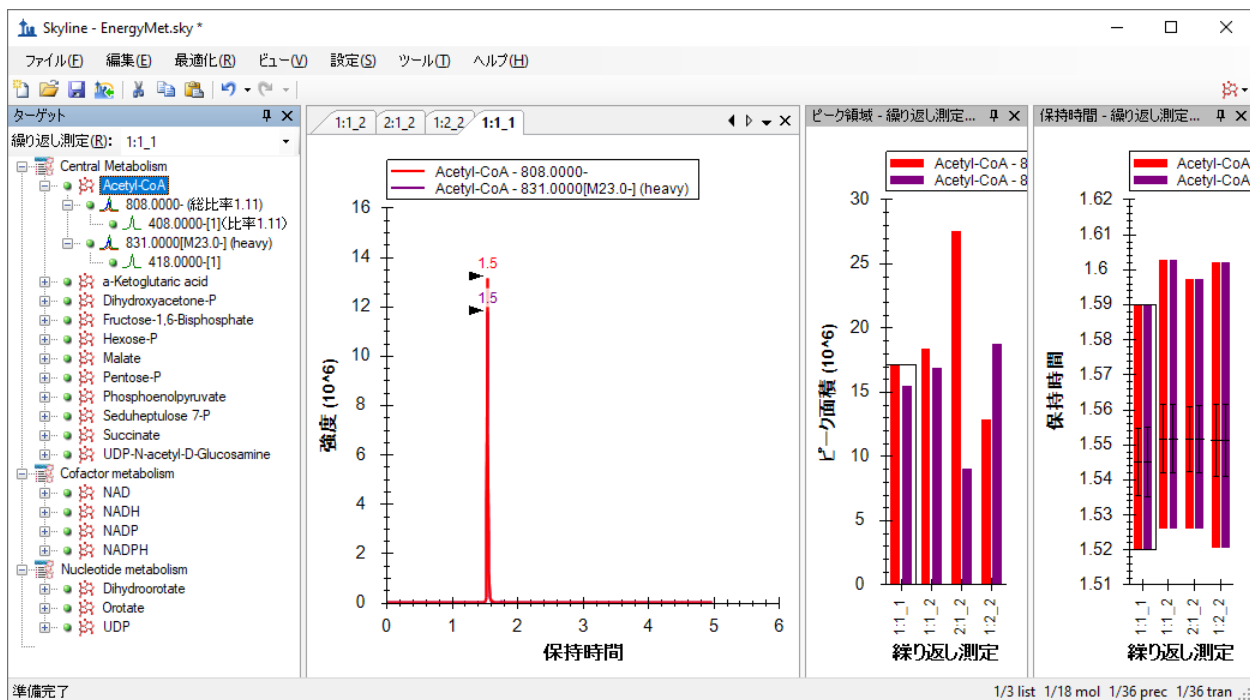 Skyline - EnergyMet.sky *
ファイル(F) 編集(E) 最適化(R) ビュー(V) 設定(S) ツール(T) ヘルプ(H)
ターゲット
繰り返し測定(R): 1:1_1
Central Metabolism
Acetyl-CoA
808.0000- (総比率1.11)
408.0000-[1](比率1.11)
831.0000[M23.0-] (heavy)
418.0000-[1]
a-Ketoglutaric acid
Dihydroxyacetone-P
Fructose-1,6-Bisphosphate
Hexose-P
Malate
Pentose-P
Phosphoenolpyruvate
Seduheptulose 7-P
Succinate
UDP-N-acetyl-D-Glucosamine
Cofactor metabolism
NAD
NADH
NADP
NADPH
Nucleotide metabolism
Dihydroorotate
Orotate
UDP
1:1_2 2:1_2 1:2_2 1:1_1
Acetyl-CoA - 808.0000-
Acetyl-CoA - 831.0000[M23.0-] (heavy)
強度 (10^6)
16
14
12
10
8
6
4
2
0
1.5
1.5
0 1 2 3 4 5 6
保持時間
ピーク領域 - 繰り返し測定...
Acetyl-CoA - 8
Acetyl-CoA - 8
ピーク面積 (10^6)
30
25
20
15
10
5
0
1:1_1
1:1_2
2:1_2
1:2_2
繰り返し測定
保持時間 - 繰り返し測定...
Acetyl-CoA
Acetyl-CoA
保持時間
1.62
1.61
1.6
1.59
1.58
1.57
1.56
1.55
1.54
1.53
1.52
1.51
1:1_1
1:1_2
2:1_2
1:2_2
繰り返し測定
準備完了
1/3 list 1/18 mol 1/36 prec 1/36 tran